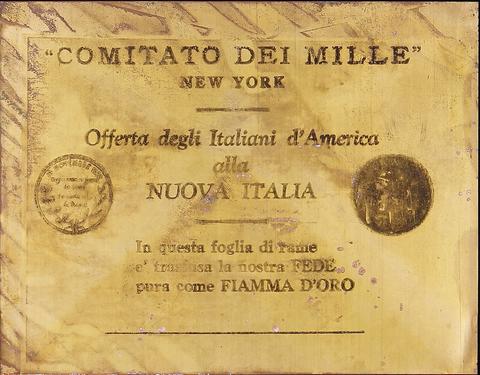 "COMITATO DEI MILLE"
NEW YORK
Offerta degli Italiani d'America
alla
NUOVA ITALIA
In questa foglia di rame
e' trasfusa la nostra FEDE
pura come FIAMMA D'ORO